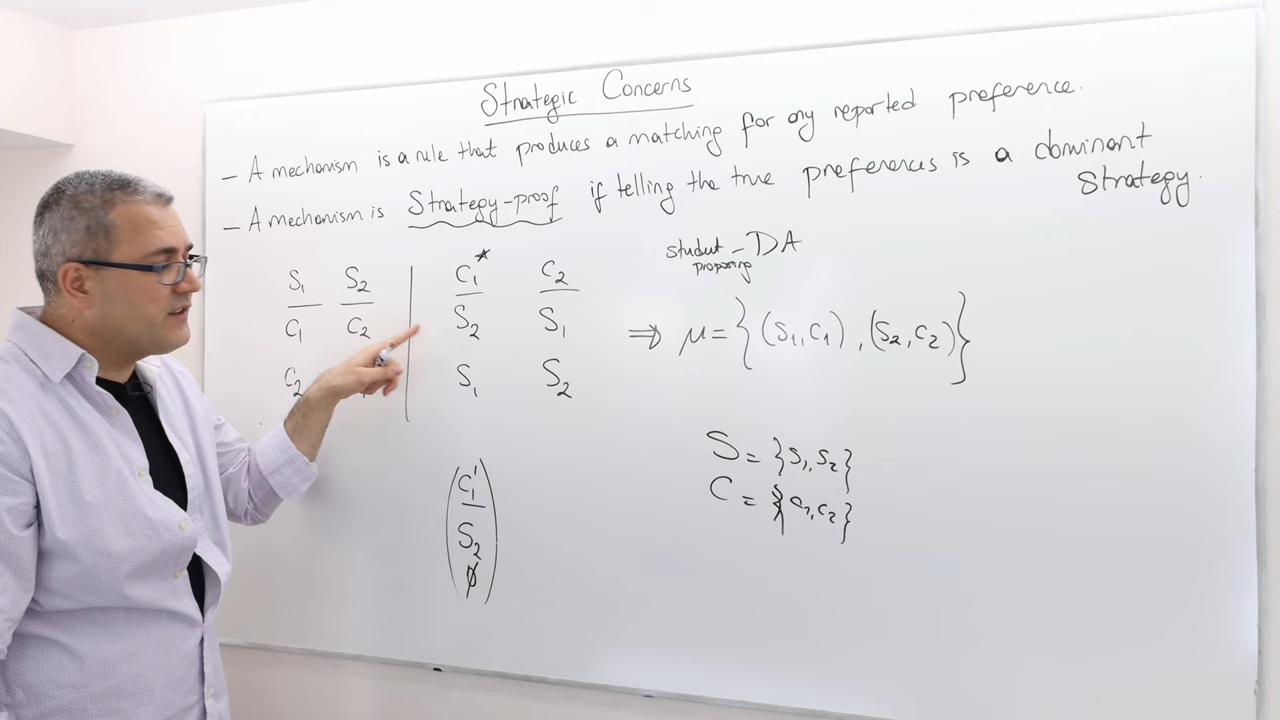 Strategic Concerns
– A mechanism is a rule that produces a matching for any reported preference.
– A mechanism is Strategy-proof if telling the true preferences is a dominant
Strategy.
S₁ S₂ C₁* C₂
C₁ C₂ S₂ S₁
C₂ S₁ S₂
student proposing – DA
⇒ μ = {(S₁, C₁), (S₂, C₂)}
S = {S₁, S₂}
C = {C₁, C₂}
C₁'
S₂
∅